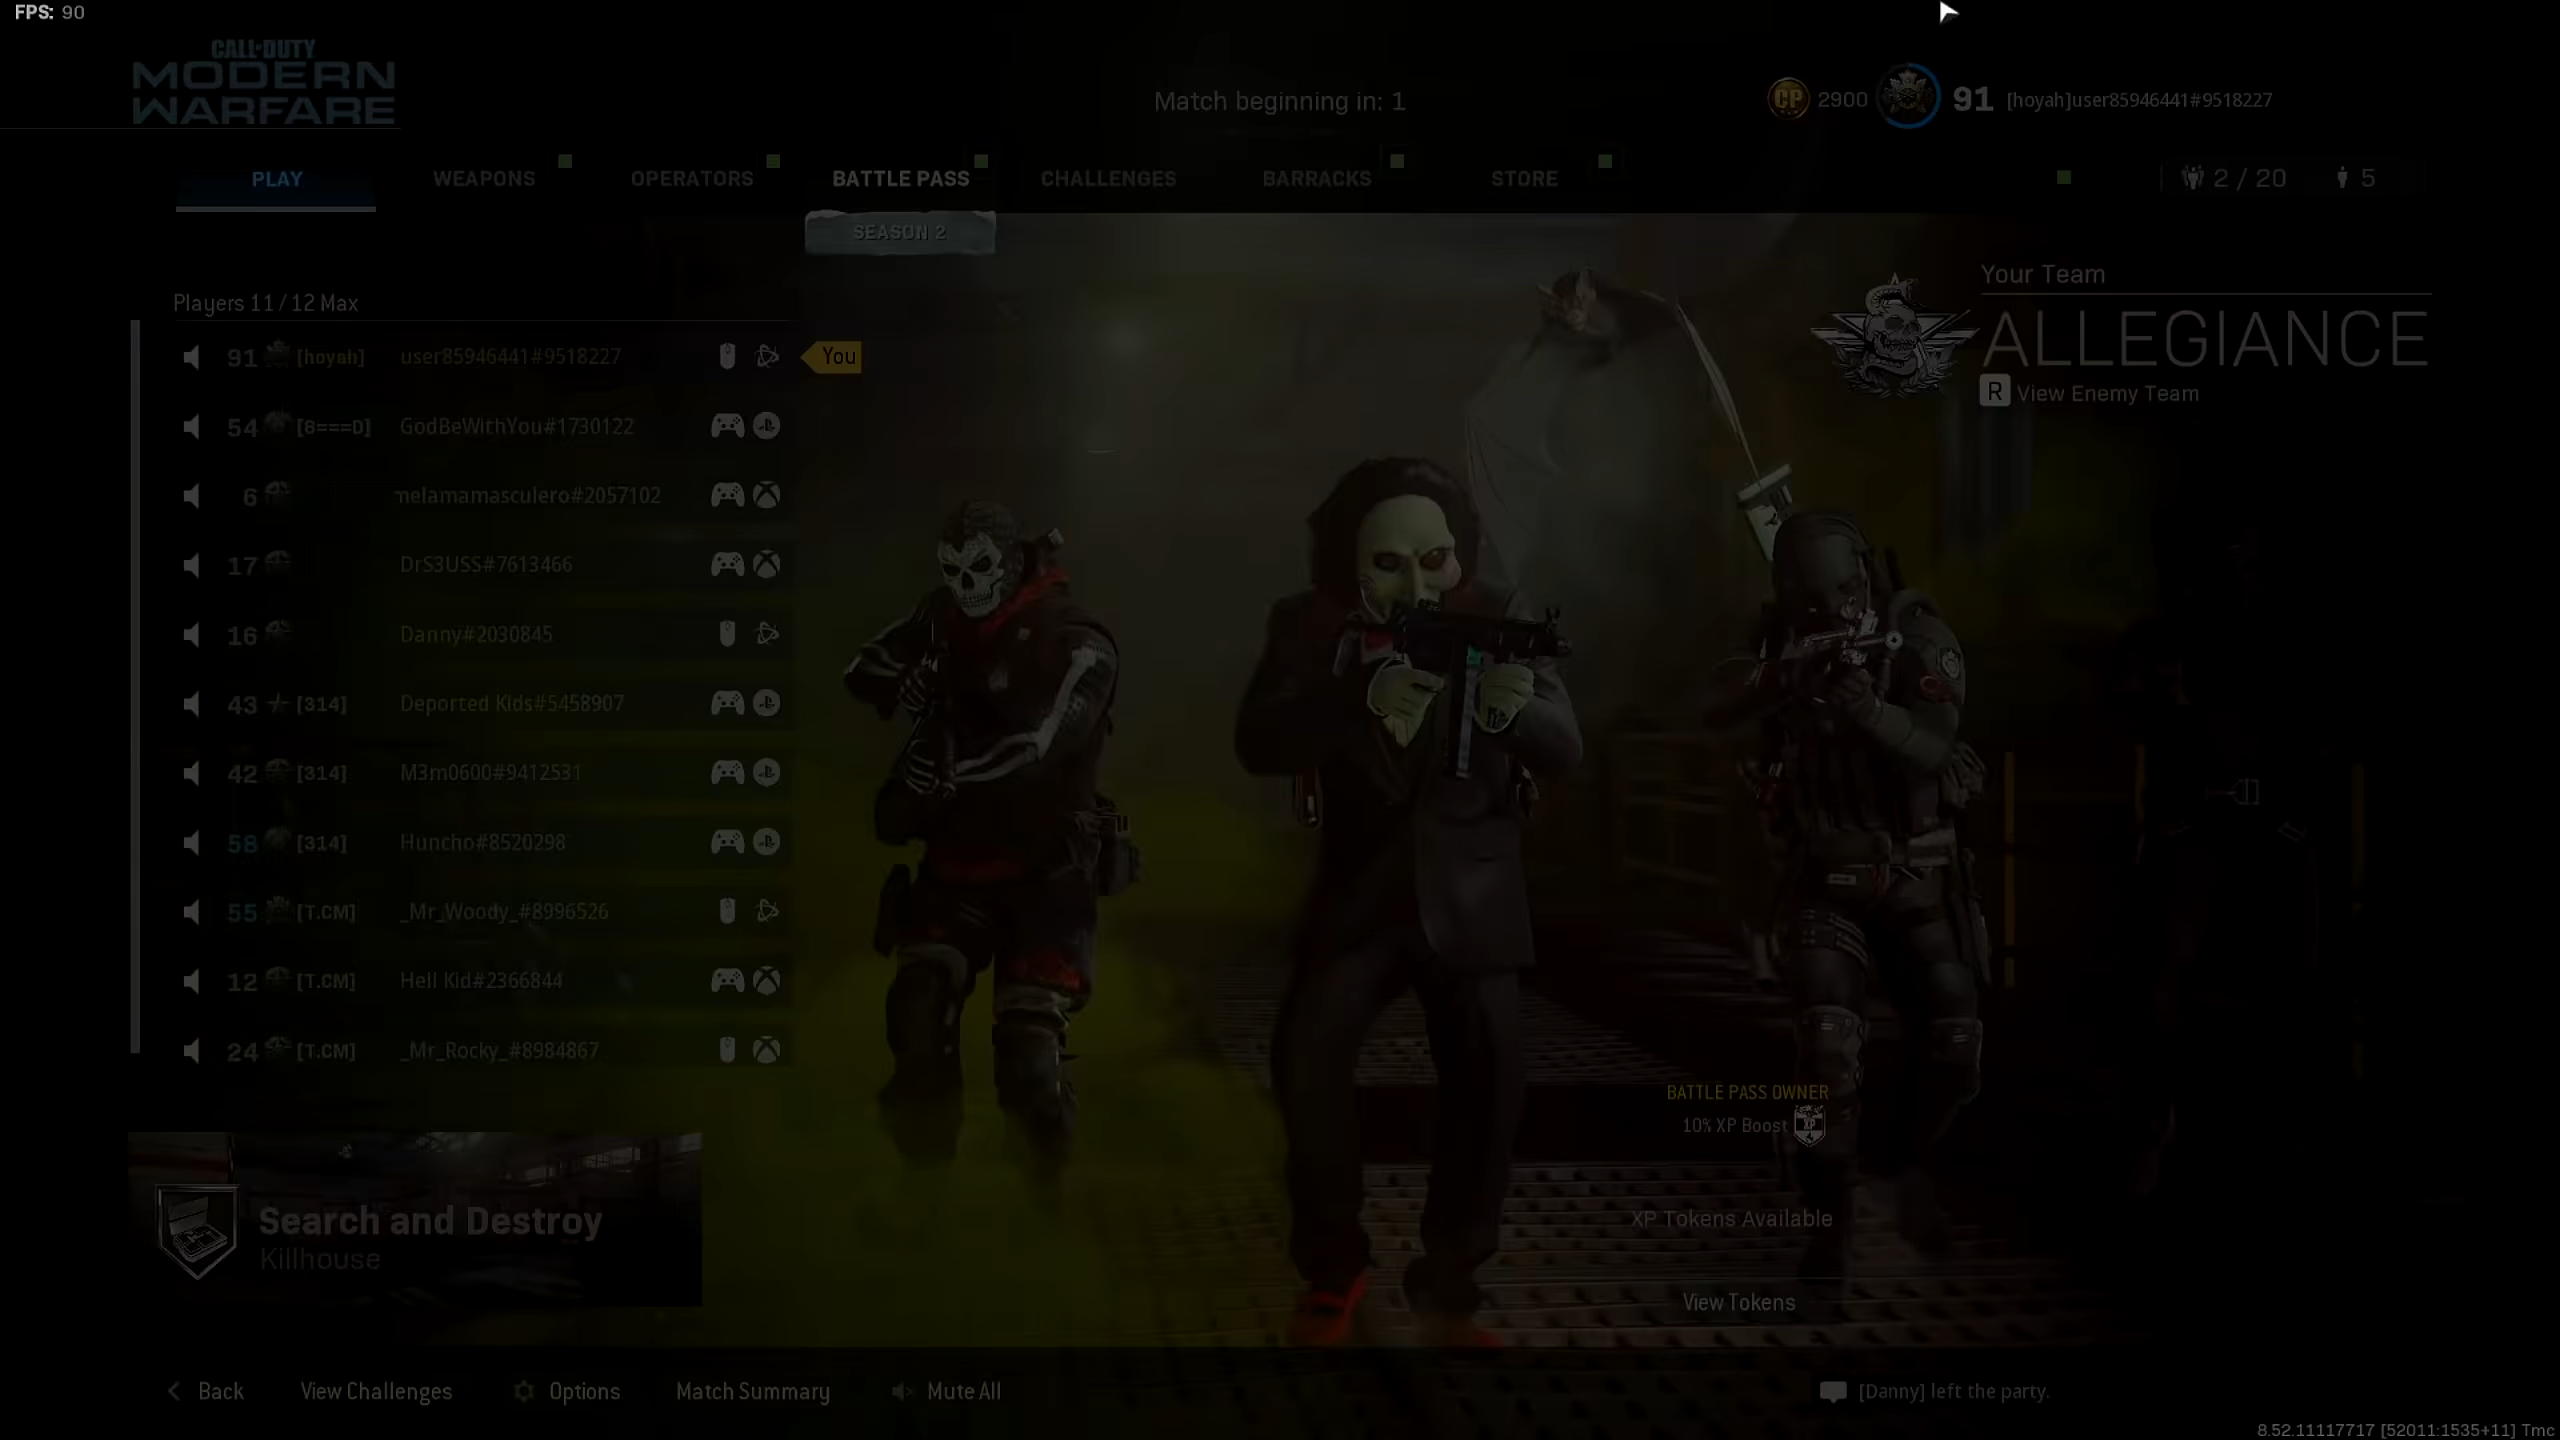 FPS: 90
CALL·DUTY
MODERN
WARFARE
Match beginning in: 1
CP 2900
91 [hoyah]user85946441#9518227
PLAY
WEAPONS
OPERATORS
BATTLE PASS
CHALLENGES
BARRACKS
STORE
2 / 20
5
SEASON 2
Your Team
ALLEGIANCE
R View Enemy Team
Players 11 / 12 Max
91 [hoyah] user85946441#9518227
You
54 [8===D] GodBeWithYou#1730122
6 melamamasculero#2057102
17 DrS3USS#7613466
16 Danny#2030845
43 [314] Deported Kids#5458907
42 [314] M3m0600#9412531
58 [314] Huncho#8520298
55 [T.CM] _Mr_Woody_#8996526
12 [T.CM] Hell Kid#2366844
24 [T.CM] _Mr_Rocky_#8984867
BATTLE PASS OWNER
10% XP Boost XP
Search and Destroy
Killhouse
XP Tokens Available
View Tokens
Back
View Challenges
Options
Match Summary
Mute All
[Danny] left the party.
8.52.11117717 [52011:1535+11] Tmc